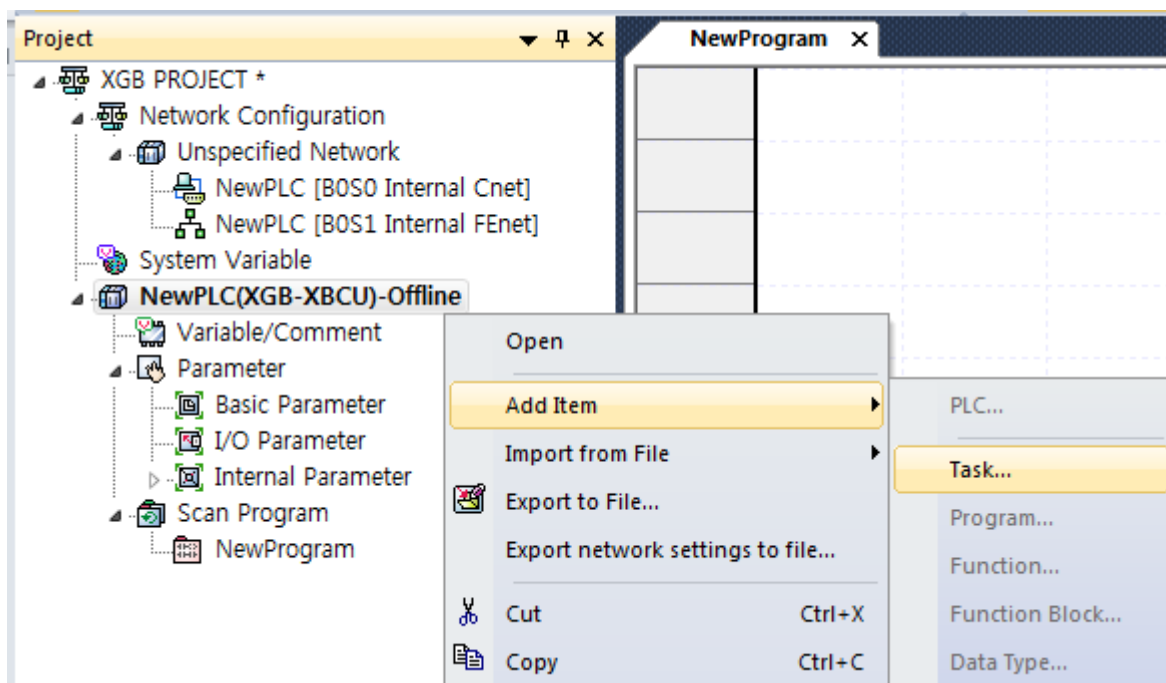 Project
NewProgram
XGB PROJECT *
Network Configuration
Unspecified Network
NewPLC [B0S0 Internal Cnet]
NewPLC [B0S1 Internal FEnet]
System Variable
NewPLC(XGB-XBCU)-Offline
Variable/Comment
Parameter
Basic Parameter
I/O Parameter
Internal Parameter
Scan Program
NewProgram
Open
Add Item
Import from File
Export to File...
Export network settings to file...
Cut Ctrl+X
Copy Ctrl+C
PLC...
Task...
Program...
Function...
Function Block...
Data Type...